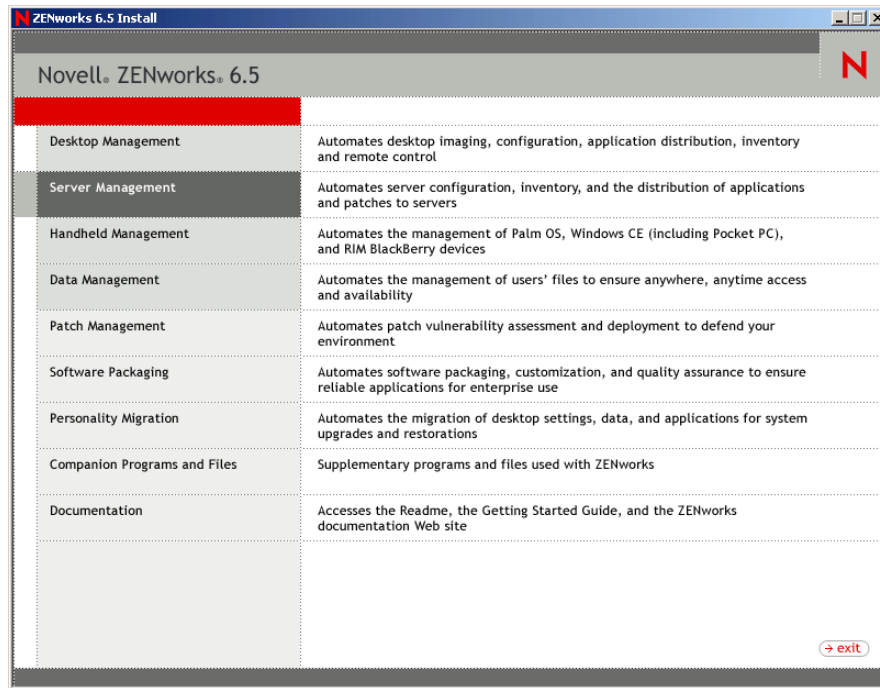 ZENworks 6.5 Install
Novell® ZENworks® 6.5
N
Desktop Management
Automates desktop imaging, configuration, application distribution, inventory
and remote control
Server Management
Automates server configuration, inventory, and the distribution of applications
and patches to servers
Handheld Management
Automates the management of Palm OS, Windows CE (including Pocket PC),
and RIM BlackBerry devices
Data Management
Automates the management of users' files to ensure anywhere, anytime access
and availability
Patch Management
Automates patch vulnerability assessment and deployment to defend your
environment
Software Packaging
Automates software packaging, customization, and quality assurance to ensure
reliable applications for enterprise use
Personality Migration
Automates the migration of desktop settings, data, and applications for system
upgrades and restorations
Companion Programs and Files
Supplementary programs and files used with ZENworks
Documentation
Accesses the Readme, the Getting Started Guide, and the ZENworks
documentation Web site
→ exit